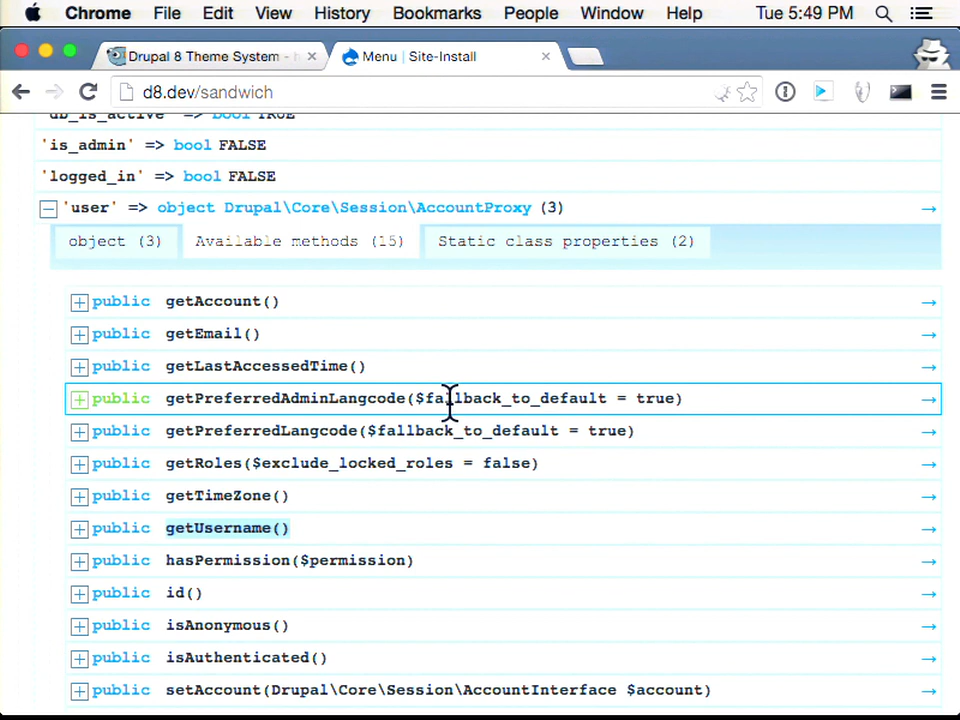 Chrome File Edit View History Bookmarks People Window Help Tue 5:49 PM
Drupal 8 Theme System - h
Menu | Site-Install
d8.dev/sandwich
'db_is_active' => bool TRUE
'is_admin' => bool FALSE
'logged_in' => bool FALSE
'user' => object Drupal\Core\Session\AccountProxy (3) →
object (3) Available methods (15) Static class properties (2)
public getAccount() →
public getEmail() →
public getLastAccessedTime() →
public getPreferredAdminLangcode($fallback_to_default = true) →
public getPreferredLangcode($fallback_to_default = true) →
public getRoles($exclude_locked_roles = false) →
public getTimeZone() →
public getUsername() →
public hasPermission($permission) →
public id() →
public isAnonymous() →
public isAuthenticated() →
public setAccount(Drupal\Core\Session\AccountInterface $account) →